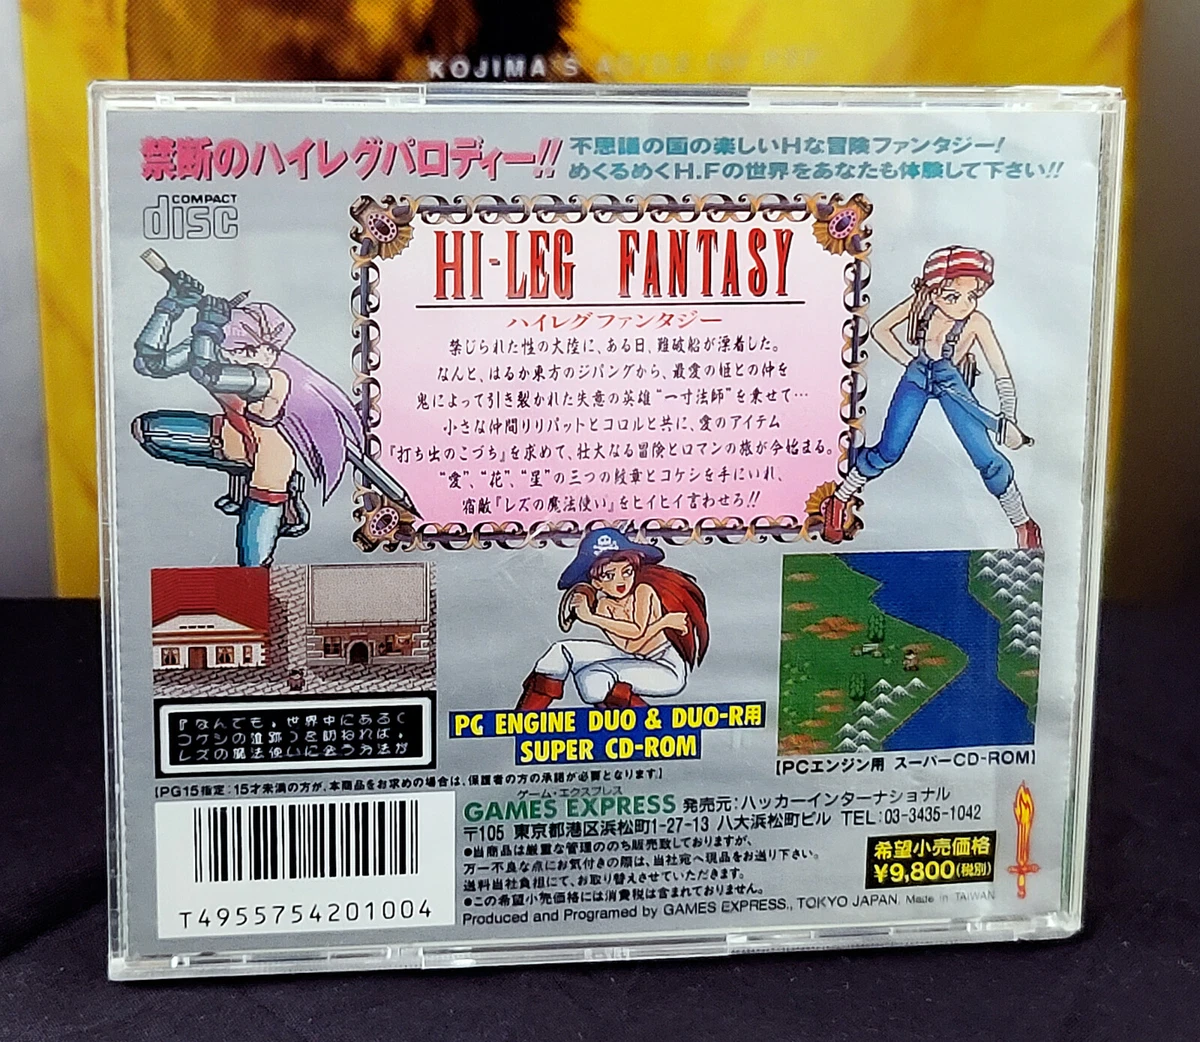 KOJIMA'S
禁断のハイレグパロディー!!
不思議の国の楽しいHな冒険ファンタジー!
めくるめくH.Fの世界をあなたも体験して下さい!!
COMPACT
disc
HI-LEG FANTASY
ハイレグファンタジー
禁じられた性の大陸に、ある日、難破船が漂着した。
なんと、はるか東方のジパングから、最愛の姫との仲を
鬼によって引き裂かれた失意の英雄“一寸法師”を乗せて…
小さな仲間リリパットとコロルと共に、愛のアイテム
『打ち出のこづち』を求めて、壮大なる冒険とロマンの旅が今始まる。
“愛”、“花”、“星”の三つの紋章とコケシを手にいれ、
宿敵『レズの魔法使い』をヒイヒイ言わせろ!!
『なんでも。世界中にある〈
コケシの遺跡〉を訪ねれば。
レズの魔法使いに会う方法が
PC ENGINE DUO & DUO-R用
SUPER CD-ROM
【PCエンジン用 スーパーCD-ROM】
【PG15指定:15才未満の方が、本商品をお求めの場合は、保護者の方の承諾が必要となります。】
ゲーム・エクスプレス
GAMES EXPRESS 発売元:ハッカーインターナショナル
〒105 東京都港区浜松町1-27-13 八大浜松町ビル TEL:03-3435-1042
●当商品は厳重な管理ののち販売致しておりますが、
万一不良な点にお気付きの際は、当社宛へ現品をお送り下さい。
送料当社負担にて、お取り替えさせていただきます。
●この希望小売価格には消費税は含まれておりません。
希望小売価格
¥9,800(税別)
Produced and Programed by GAMES EXPRESS., TOKYO JAPAN. Made in TAIWAN
T4955754201004